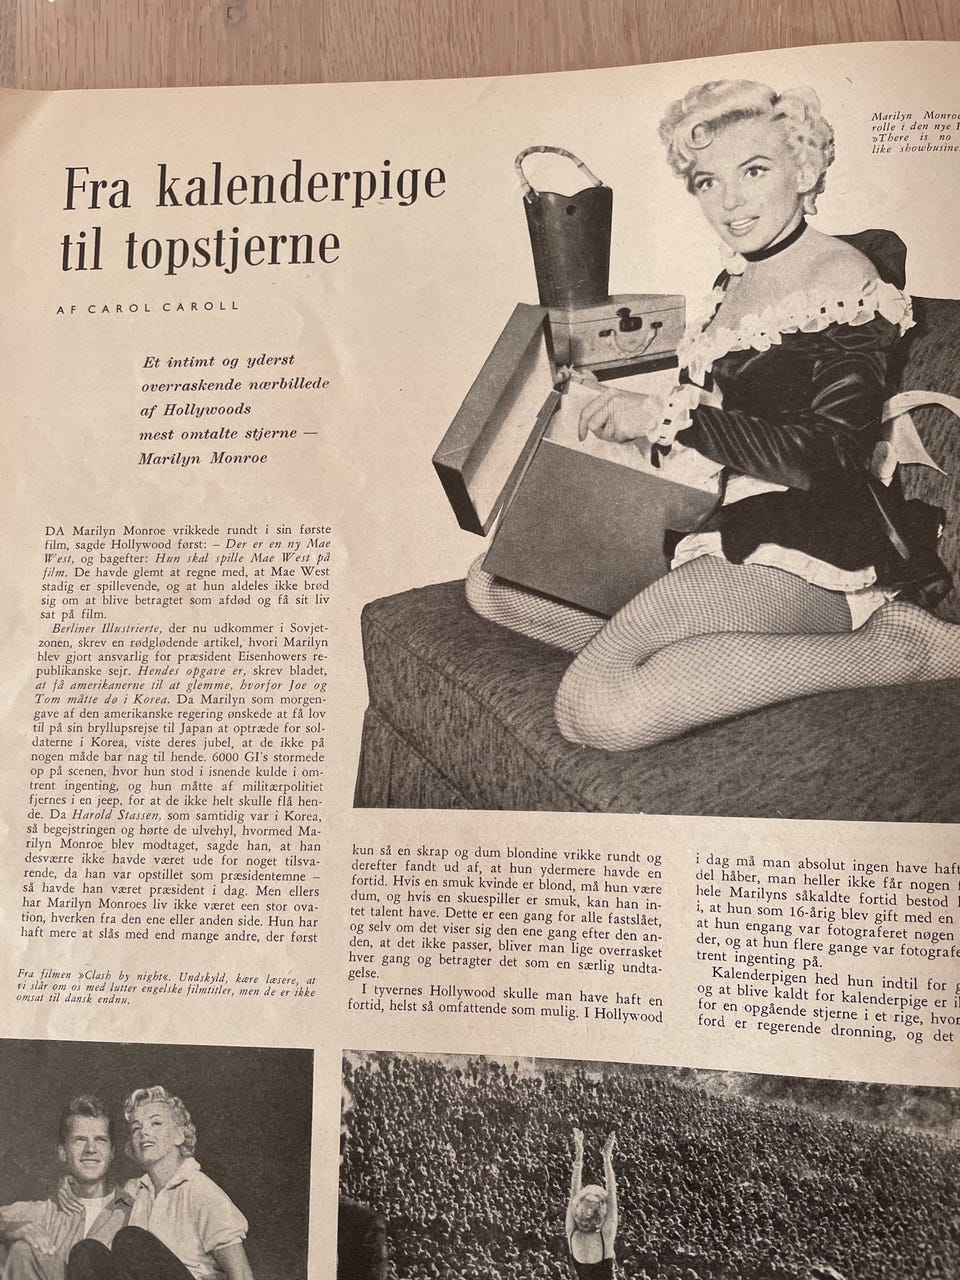 Marilyn Monroe
rolle i den nye
»There is no
like showbusine
Fra kalenderpige
til topstjerne
AF CAROL CAROLL
Et intimt og yderst
overraskende nærbillede
af Hollywoods
mest omtalte stjerne —
Marilyn Monroe
DA Marilyn Monroe vrikkede rundt i sin første
film, sagde Hollywood først: – Der er en ny Mae
West, og bagefter: Hun skal spille Mae West på
film. De havde glemt at regne med, at Mae West
stadig er spillevende, og at hun aldeles ikke brød
sig om at blive betragtet som afdød og få sit liv
sat på film.
Berliner Illustrierte, der nu udkommer i Sovjet-
zonen, skrev en rødglødende artikel, hvori Marilyn
blev gjort ansvarlig for præsident Eisenhowers re-
publikanske sejr. Hendes opgave er, skrev bladet,
at få amerikanerne til at glemme, hvorfor Joe og
Tom måtte dø i Korea. Da Marilyn som morgen-
gave af den amerikanske regering ønskede at få lov
til på sin bryllupsrejse til Japan at optræde for sol-
daterne i Korea, viste deres jubel, at de ikke på
nogen måde bar nag til hende. 6000 GI's stormede
op på scenen, hvor hun stod i isnende kulde i om-
trent ingenting, og hun måtte af militærpolitiet
fjernes i en jeep, for at de ikke helt skulle flå hen-
de. Da Harold Stassen, som samtidig var i Korea,
så begejstringen og hørte de ulvehyl, hvormed Ma-
rilyn Monroe blev modtaget, sagde han, at han
desværre ikke havde været ude for noget tilsva-
rende, da han var opstillet som præsidentemne –
så havde han været præsident i dag. Men ellers
har Marilyn Monroes liv ikke været een stor ova-
tion, hverken fra den ene eller anden side. Hun har
haft mere at slås med end mange andre, der først
Fra filmen »Clash by night«. Undskyld, kære læsere, at
vi slår om os med lutter engelske filmtitler, men de er ikke
omsat til dansk endnu.
kun så en skrap og dum blondine vrikke rundt og
derefter fandt ud af, at hun ydermere havde en
fortid. Hvis en smuk kvinde er blond, må hun være
dum, og hvis en skuespiller er smuk, kan han in-
tet talent have. Dette er een gang for alle fastslået,
og selv om det viser sig den ene gang efter den an-
den, at det ikke passer, bliver man lige overrasket
hver gang og betragter det som en særlig undta-
gelse.
I tyvernes Hollywood skulle man have haft en
fortid, helst så omfattende som mulig. I Hollywood
i dag må man absolut ingen have haft
del håber, man heller ikke får nogen
hele Marilyns såkaldte fortid bestod
i, at hun som 16-årig blev gift med en
at hun engang var fotograferet nøgen
der, og at hun flere gange var fotografe
trent ingenting på.
Kalenderpigen hed hun indtil for
og at blive kaldt for kalenderpige er
for en opgående stjerne i et rige, hvor
ford er regerende dronning, og det